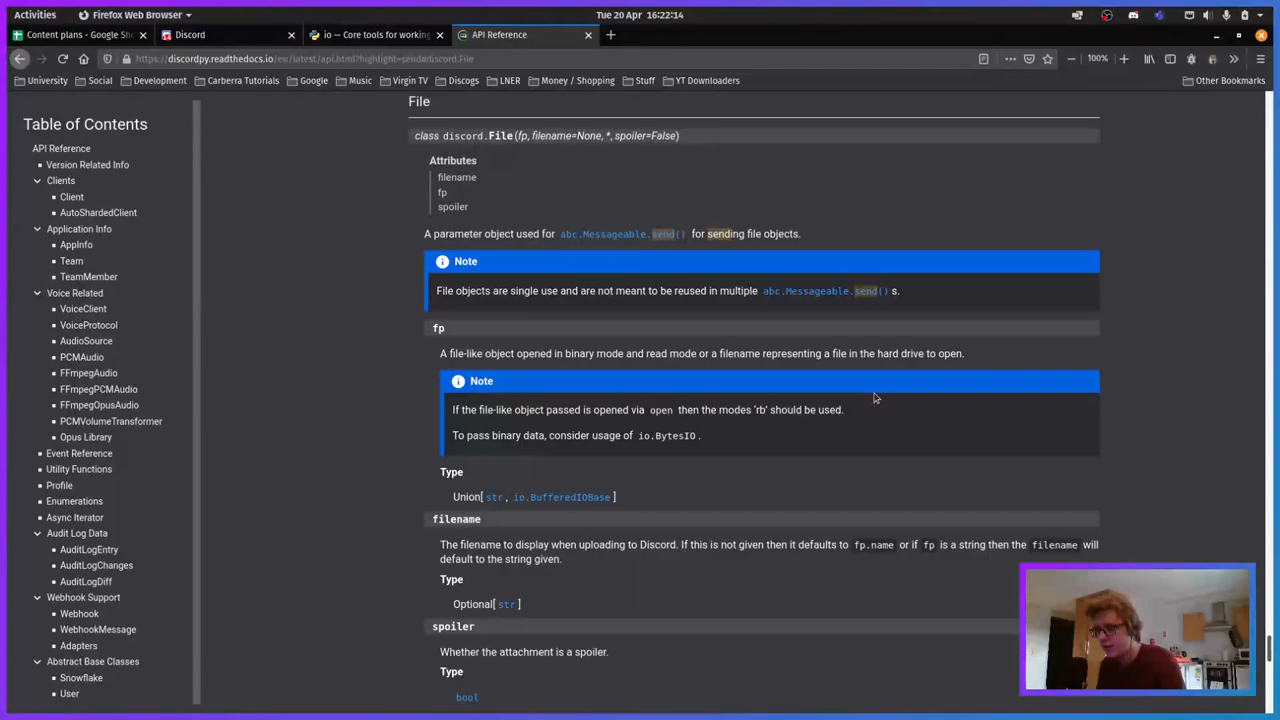 Activities Firefox Web Browser Tue 20 Apr 16:22:14
Content plans - Google She Discord io — Core tools for working API Reference
https://discordpy.readthedocs.io/en/latest/api.html?highlight=send#discord.File 100%
University Social Development Carberra Tutorials Google Music Virgin TV Discogs LNER Money / Shopping Stuff YT Downloaders Other Bookmarks
Table of Contents
API Reference
Version Related Info
Clients
Client
AutoShardedClient
Application Info
AppInfo
Team
TeamMember
Voice Related
VoiceClient
VoiceProtocol
AudioSource
PCMAudio
FFmpegAudio
FFmpegPCMAudio
FFmpegOpusAudio
PCMVolumeTransformer
Opus Library
Event Reference
Utility Functions
Profile
Enumerations
Async Iterator
Audit Log Data
AuditLogEntry
AuditLogChanges
AuditLogDiff
Webhook Support
Webhook
WebhookMessage
Adapters
Abstract Base Classes
Snowflake
User
File
class discord.File(fp, filename=None, *, spoiler=False)
Attributes
filename
fp
spoiler
A parameter object used for abc.Messageable.send() for sending file objects.
Note
File objects are single use and are not meant to be reused in multiple abc.Messageable.send() s.
fp
A file-like object opened in binary mode and read mode or a filename representing a file in the hard drive to open.
Note
If the file-like object passed is opened via open then the modes ‘rb’ should be used.
To pass binary data, consider usage of io.BytesIO.
Type
Union[str, io.BufferedIOBase]
filename
The filename to display when uploading to Discord. If this is not given then it defaults to fp.name or if fp is a string then the filename will
default to the string given.
Type
Optional[str]
spoiler
Whether the attachment is a spoiler.
Type
bool